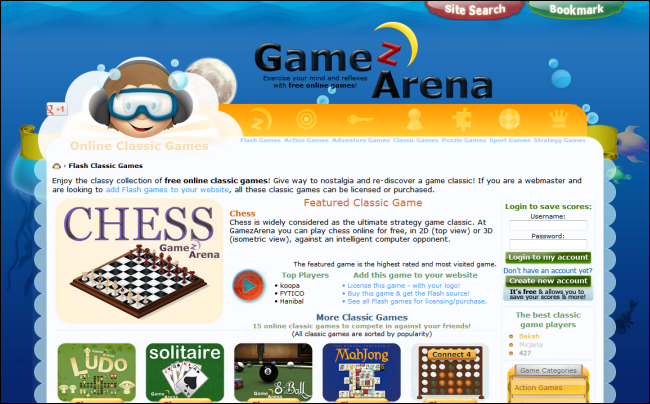 Site Search
Bookmark
Game Z
Arena
Exercise your mind and reflexes
with free online games!
g +1
Online Classic Games
Flash Games
Action Games
Adventure Games
Classic Games
Puzzle Games
Sport Games
Strategy Games
› Flash Classic Games
Enjoy the classy collection of free online classic games! Give way to nostalgia and re-discover a game classic! If you are a webmaster and
are looking to add Flash games to your website, all these classic games can be licensed or purchased.
CHESS
Game Z
Arena
Featured Classic Game
Chess
Chess is widely considered as the ultimate strategy game classic. At
GamezArena you can play chess online for free, in 2D (top view) or 3D
(isometric view), against an intelligent computer opponent.
The featured game is the highest rated and most visited game.
Top Players
• koopa
• FYTICO
• Hanibal
Add this game to your website
• License this game - with your logo!
• Buy this game & get the Flash source!
• See all Flash games for licensing/purchase.
More Classic Games
15 online classic games to compete in against your friends!
(All classic games are sorted by popularity)
LUDO
solitaire
8-Ball
MahJong
Connect 4
Login to save scores:
Username:
Password:
Login to my account
Don't have an account yet?
Create new account
It's free & allows you to
save your scores & more!
The best classic
game players
Bekah
Mirjana
427
Game Categories
Action Games